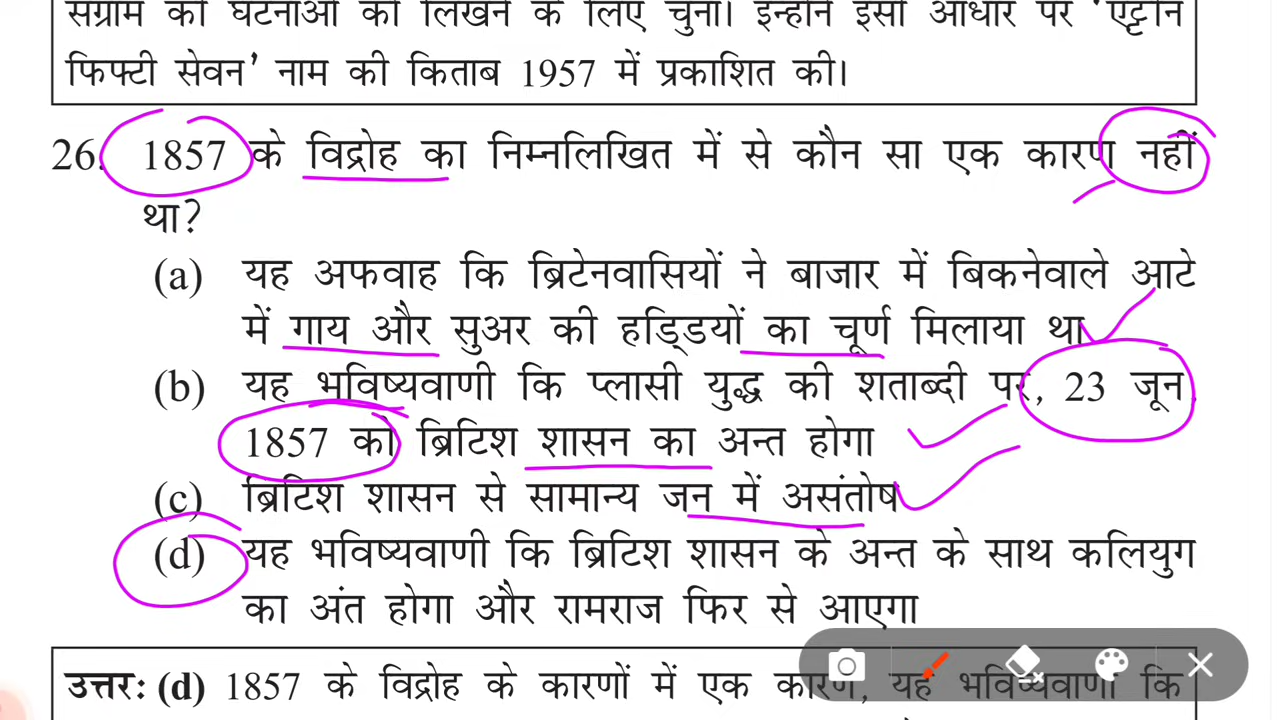 संग्राम की घटनाओं को लिखने के लिए चुना। इन्होंने इसी आधार पर 'एट्टीन
फिफ्टी सेवन' नाम की किताब 1957 में प्रकाशित की।
26. 1857 के विद्रोह का निम्नलिखित में से कौन सा एक कारण नहीं
था?
(a) यह अफवाह कि ब्रिटेनवासियों ने बाजार में बिकनेवाले आटे
में गाय और सुअर की हड्डियों का चूर्ण मिलाया था
(b) यह भविष्यवाणी कि प्लासी युद्ध की शताब्दी पर, 23 जून,
1857 को ब्रिटिश शासन का अन्त होगा
(c) ब्रिटिश शासन से सामान्य जन में असंतोष
(d) यह भविष्यवाणी कि ब्रिटिश शासन के अन्त के साथ कलियुग
का अंत होगा और रामराज फिर से आएगा
उत्तर: (d) 1857 के विद्रोह के कारणों में एक कारण, यह भविष्यवाणी कि